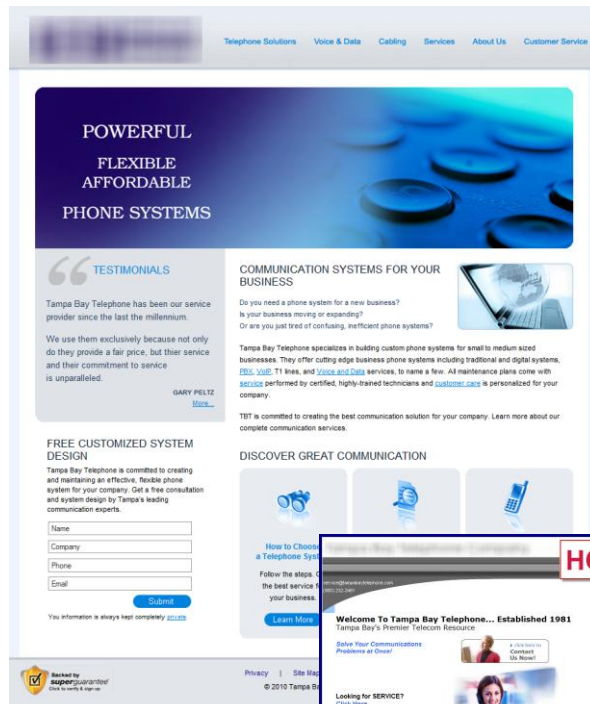 Telephone Solutions Voice & Data Cabling Services About Us Customer Service
POWERFUL
FLEXIBLE
AFFORDABLE
PHONE SYSTEMS
TESTIMONIALS
Tampa Bay Telephone has been our service
provider since the last the millennium.
We use them exclusively because not only
do they provide a fair price, but thier service
and their commitment to service
is unparalleled.
GARY PELTZ
More...
COMMUNICATION SYSTEMS FOR YOUR
BUSINESS
Do you need a phone system for a new business?
Is your business moving or expanding?
Or are you just tired of confusing, inefficient phone systems?
Tampa Bay Telephone specializes in building custom phone systems for small to medium sized
businesses. They offer cutting edge business phone systems including traditional and digital systems,
PBX, VoIP, T1 lines, and Voice and Data services, to name a few. All maintenance plans come with
service performed by certified, highly-trained technicians and customer care is personalized for your
company.
TBT is committed to creating the best communication solution for your company. Learn more about our
complete communication services.
FREE CUSTOMIZED SYSTEM
DESIGN
Tampa Bay Telephone is committed to creating
and maintaining an effective, flexible phone
system for your company. Get a free consultation
and system design by Tampa's leading
communication experts.
Name
Company
Phone
Email
Submit
You information is always kept completely private
DISCOVER GREAT COMMUNICATION
How to Choose
a Telephone
Follow the steps.
the best service
your business.
Learn More
Welcome To Tampa Bay Telephone... Established 1981
Tampa Bay's Premier Telecom Resource
Solve Your Communications
Problems at Once!
click here to
Contact
Us Now!
Looking for SERVICE?
Click Here
Backed by
superguarantee
Click to verify & sign up
Privacy | Site Map
© 2010 Tampa